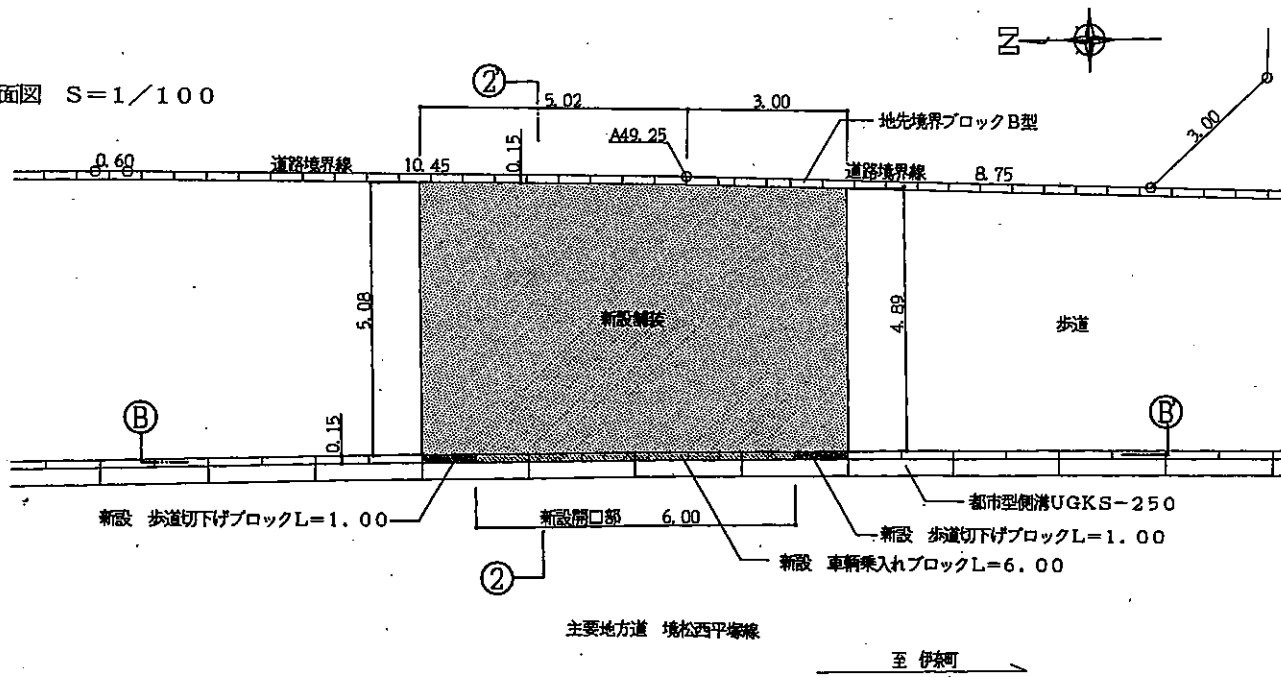 N
面図 S=1/100
②'
5.02
3.00
地先境界ブロックB型
3.00
A49.25
0.60
道路境界線
10.45
0.15
道路境界線
8.75
5.08
新設舗装
4.89
歩道
B
B'
0.15
都市型側溝UGKS-250
新設 歩道切下げブロックL=1.00
新設開口部 6.00
新設 歩道切下げブロックL=1.00
新設 車輌乗入れブロックL=6.00
②
主要地方道 境松西平塚線
至 伊奈町